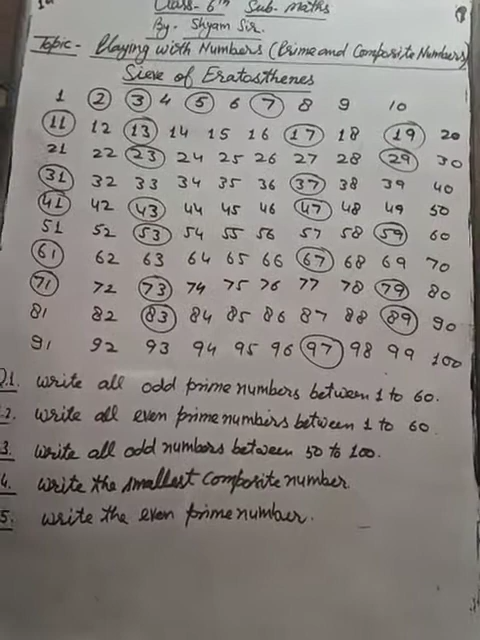 Class- 6th Sub- Maths
By- Shyam Sir.
Topic- Playing with Numbers (Prime and Composite Numbers)
Sieve of Eratasthenes
1 2 3 4 5 6 7 8 9 10
11 12 13 14 15 16 17 18 19 20
21 22 23 24 25 26 27 28 29 30
31 32 33 34 35 36 37 38 39 40
41 42 43 44 45 46 47 48 49 50
51 52 53 54 55 56 57 58 59 60
61 62 63 64 65 66 67 68 69 70
71 72 73 74 75 76 77 78 79 80
81 82 83 84 85 86 87 88 89 90
91 92 93 94 95 96 97 98 99 100
Q.1. write all odd prime numbers between 1 to 60.
2. write all even prime numbers between 1 to 60.
3. write all odd numbers between 50 to 100.
4. write the smallest composite number.
5. write the even prime number.